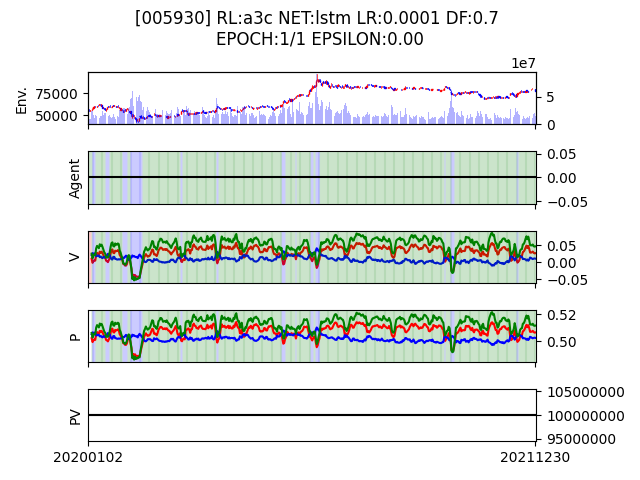 [005930] RL:a3c NET:lstm LR:0.0001 DF:0.7
EPOCH:1/1 EPSILON:0.00
1e7
Env.
75000
50000
5
0
Agent
0.05
0.00
−0.05
V
0.05
0.00
−0.05
P
0.52
0.50
PV
105000000
100000000
95000000
20200102
20211230